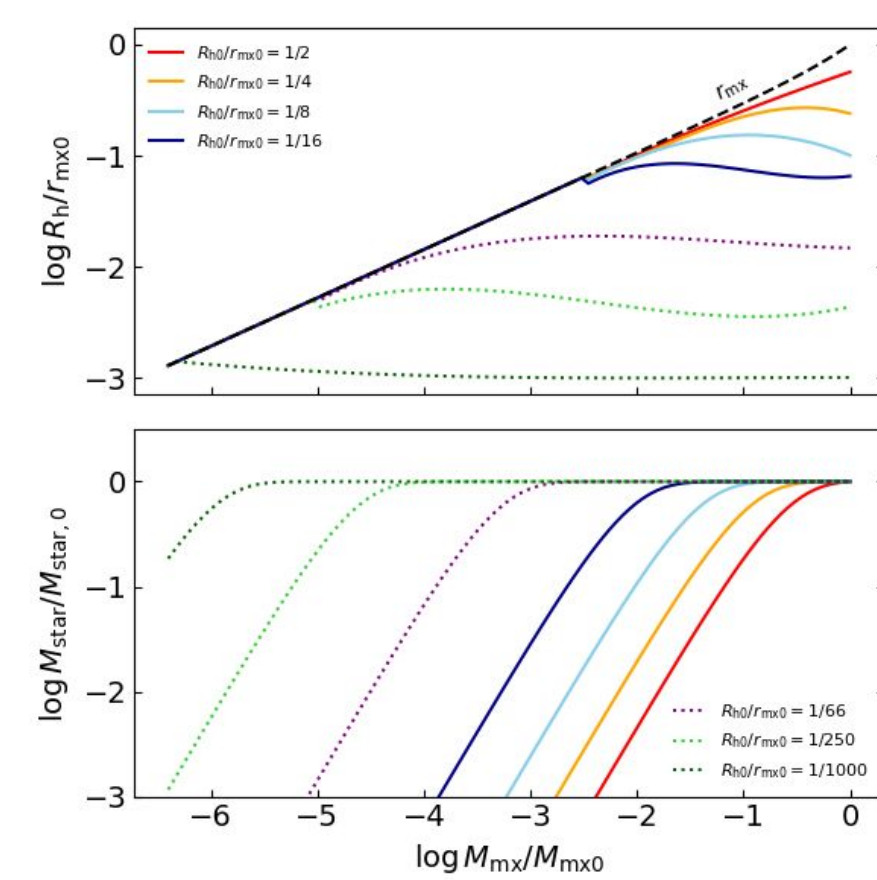 0
R_h0/r_mx0 = 1/2
R_h0/r_mx0 = 1/4
R_h0/r_mx0 = 1/8
R_h0/r_mx0 = 1/16
r_mx
−1
−2
−3
log R_h/r_mx0
0
−1
−2
−3
log M_star/M_star, 0
R_h0/r_mx0 = 1/66
R_h0/r_mx0 = 1/250
R_h0/r_mx0 = 1/1000
−6 −5 −4 −3 −2 −1 0
log M_mx/M_mx0